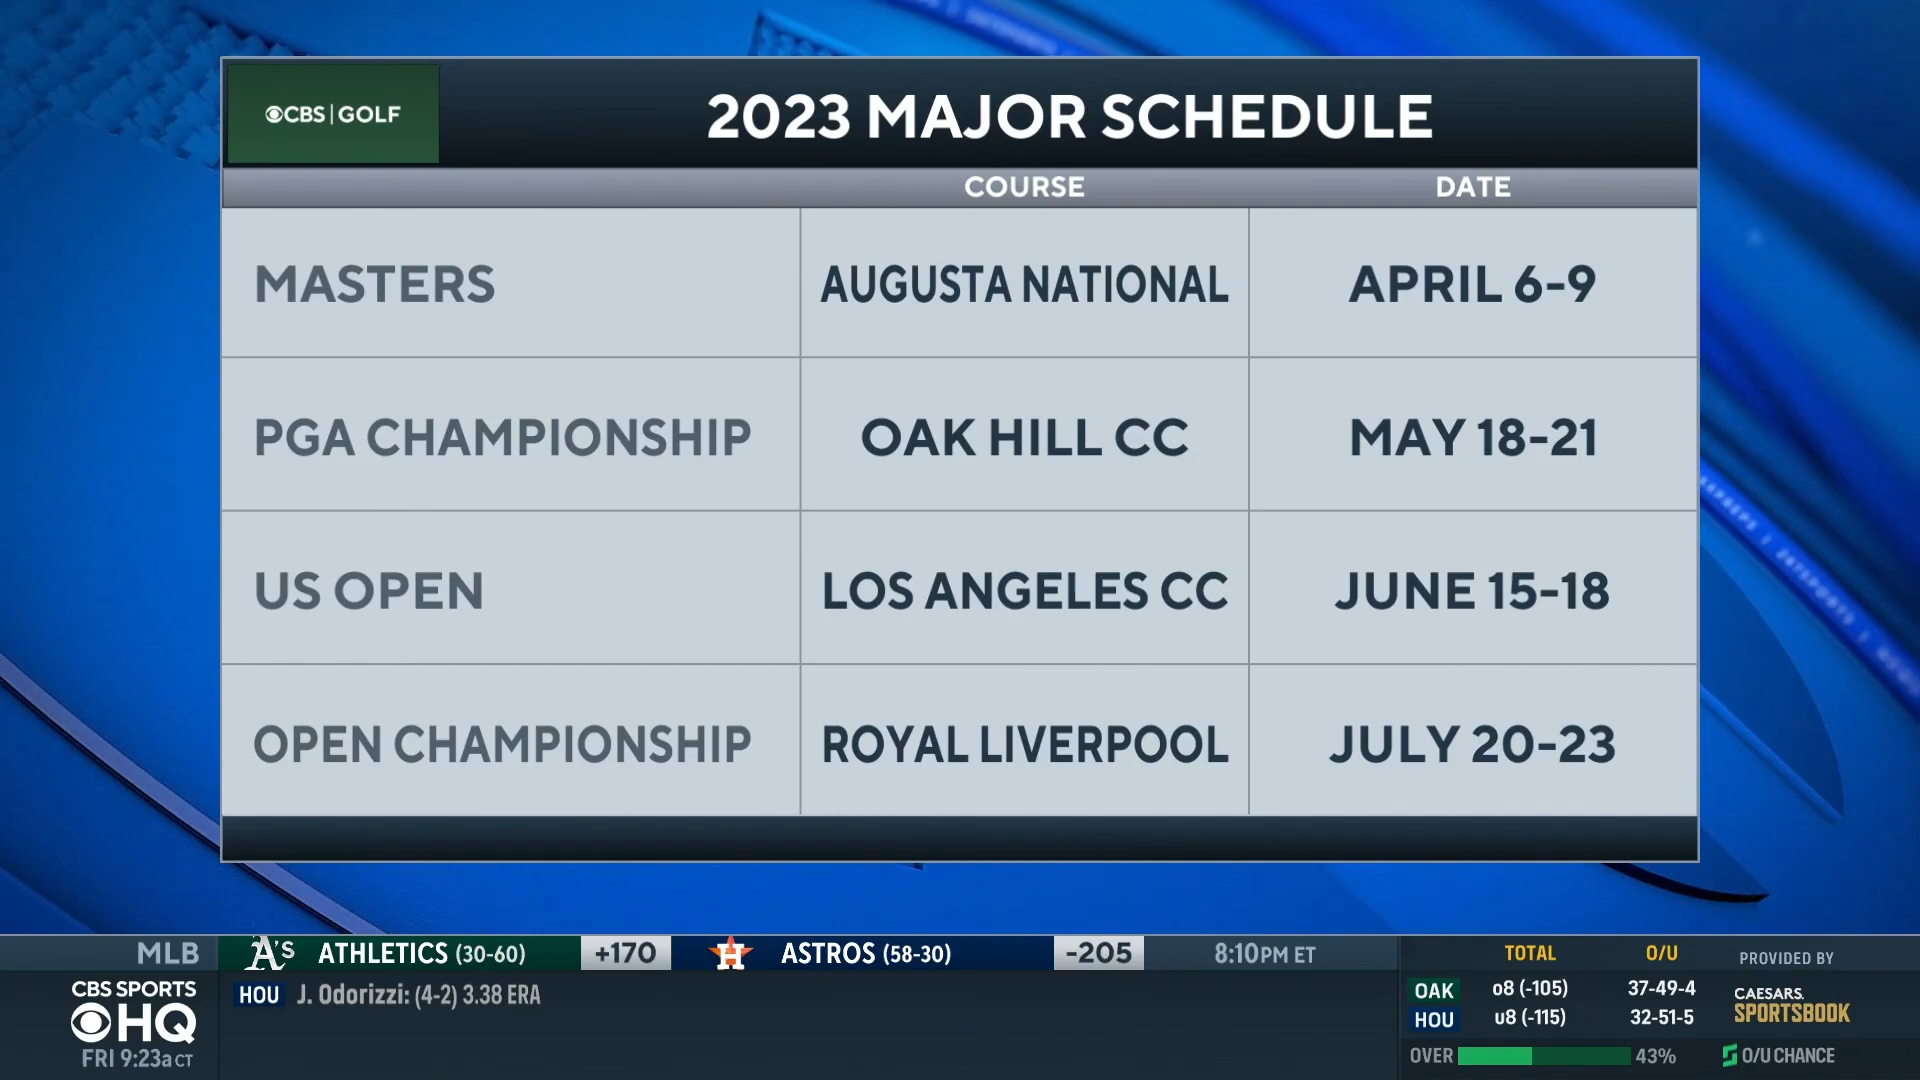 CBS | GOLF
2023 MAJOR SCHEDULE
COURSE DATE
MASTERS AUGUSTA NATIONAL APRIL 6-9
PGA CHAMPIONSHIP OAK HILL CC MAY 18-21
US OPEN LOS ANGELES CC JUNE 15-18
OPEN CHAMPIONSHIP ROYAL LIVERPOOL JULY 20-23
MLB A's ATHLETICS (30-60) +170 H ASTROS (58-30) -205 8:10PM ET
CBS SPORTS
HQ
FRI 9:23a CT
HOU J. Odorizzi: (4-2) 3.38 ERA
TOTAL O/U
OAK o8 (-105) 37-49-4
HOU u8 (-115) 32-51-5
OVER 43%
PROVIDED BY
CAESARS
SPORTSBOOK
O/U CHANCE